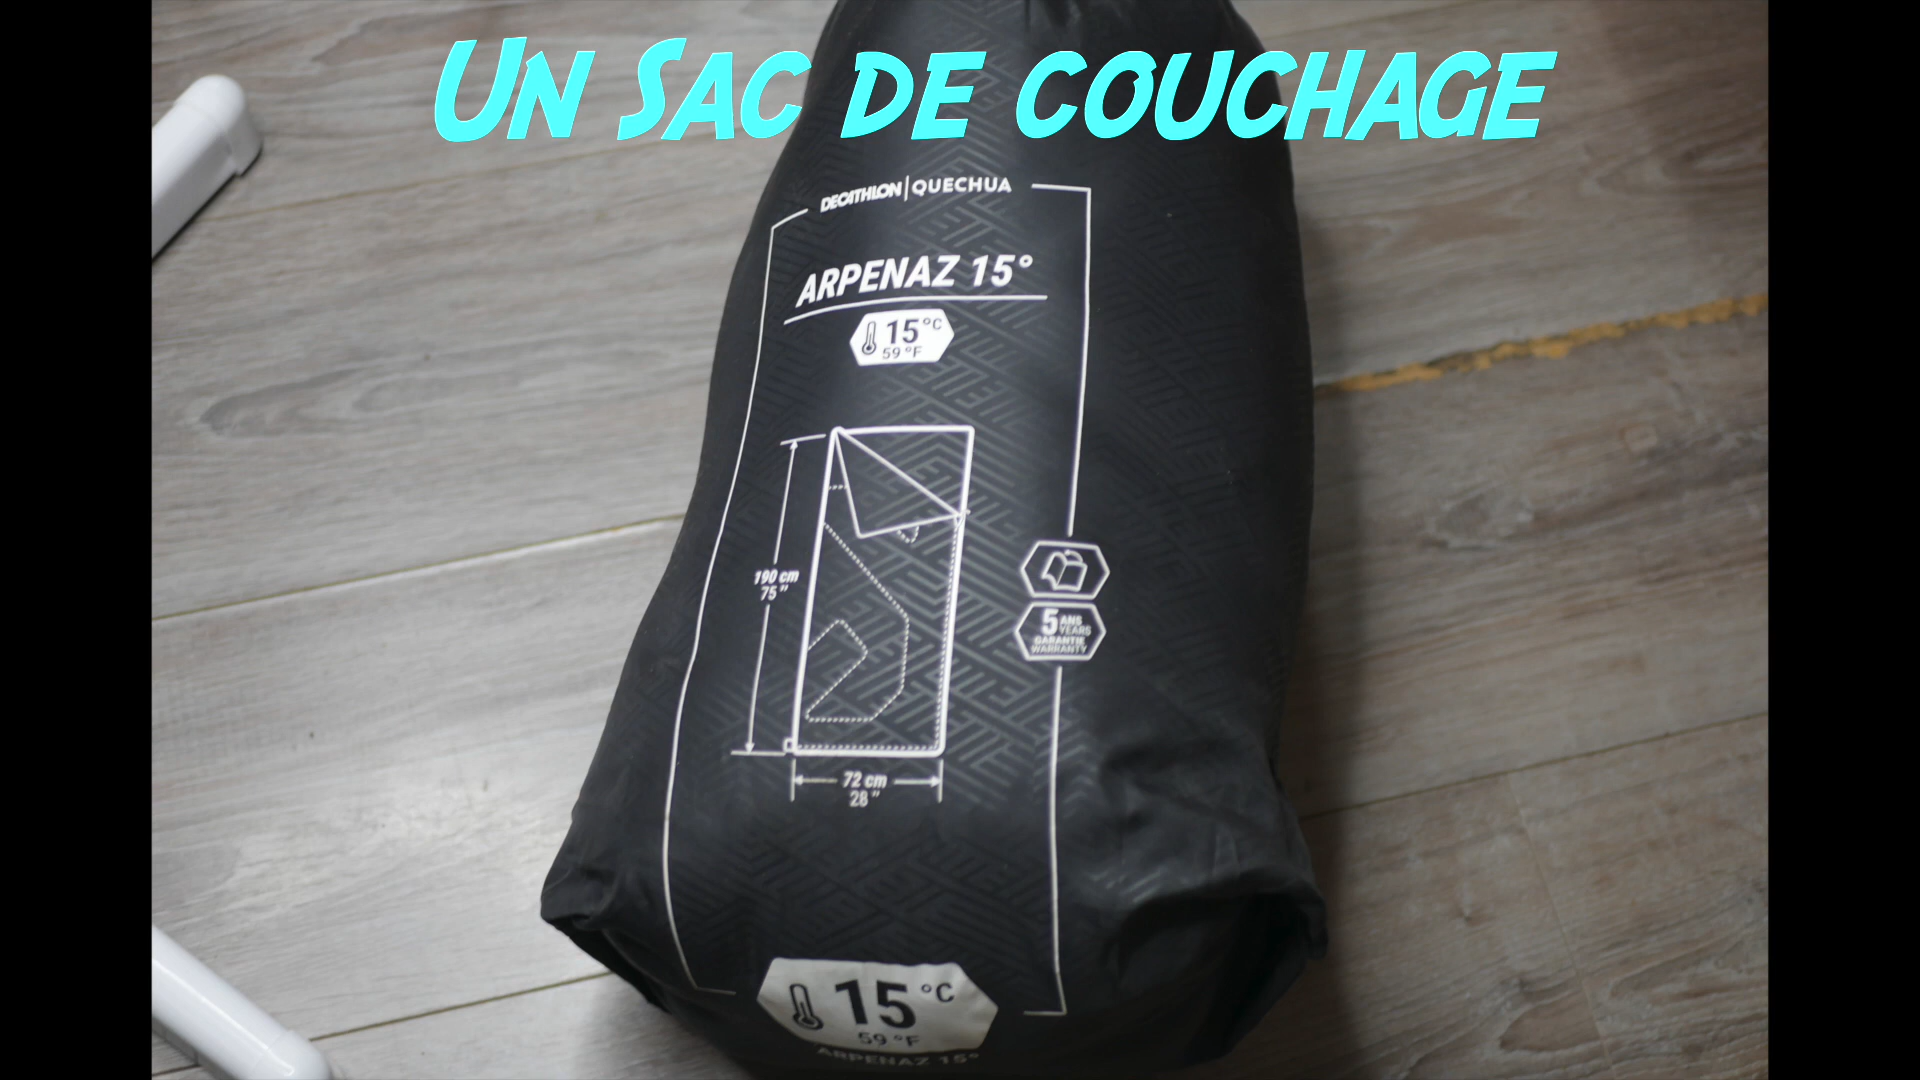 UN SAC DE COUCHAGE
DECATHLON | QUECHUA
ARPENAZ 15°
15°C
59°F
190 cm
75"
5 ANS
YEARS
GARANTIE
WARRANTY
72 cm
28"
15°C
59°F
ARPENAZ 15°